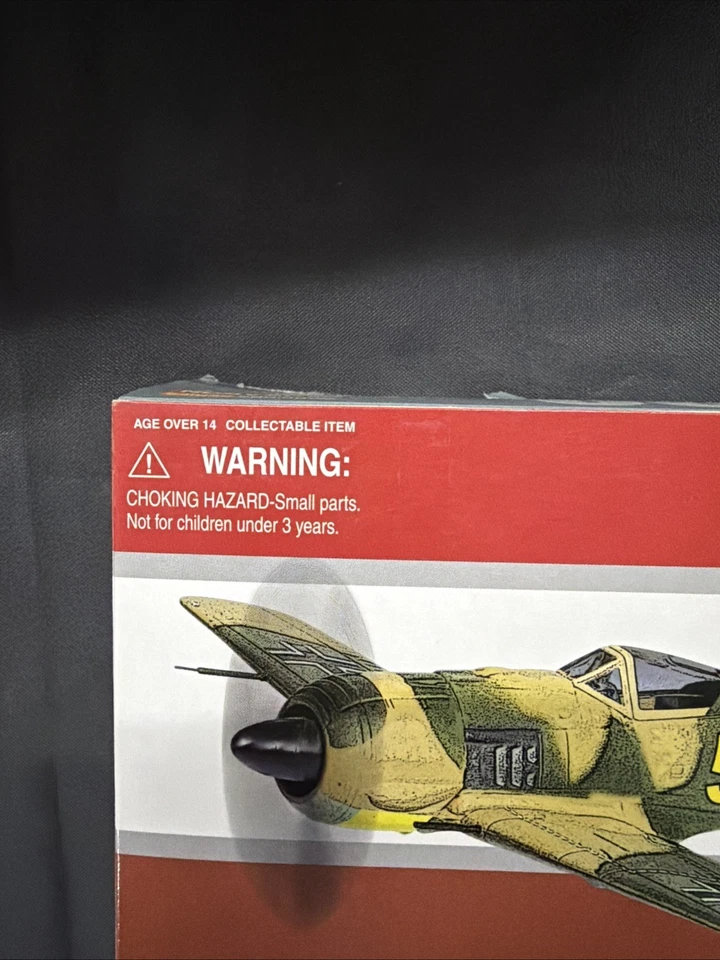 AGE OVER 14 COLLECTABLE ITEM
WARNING:
CHOKING HAZARD-Small parts.
Not for children under 3 years.